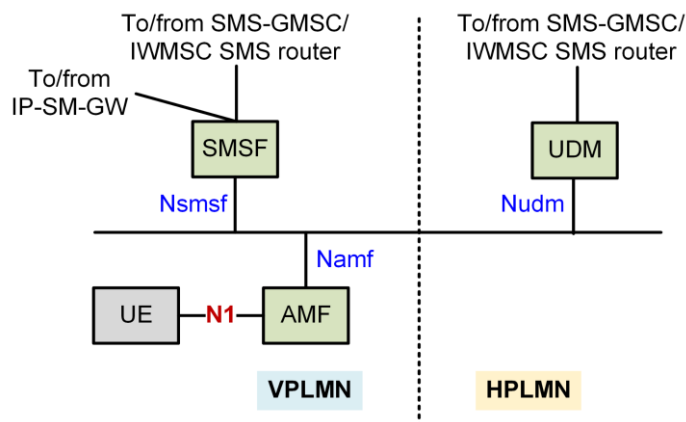 To/from SMS-GMSC/
IWMSC SMS router
To/from SMS-GMSC/
IWMSC SMS router
To/from
IP-SM-GW
SMSF
UDM
Nsmsf
Nudm
Namf
UE
N1
AMF
VPLMN
HPLMN